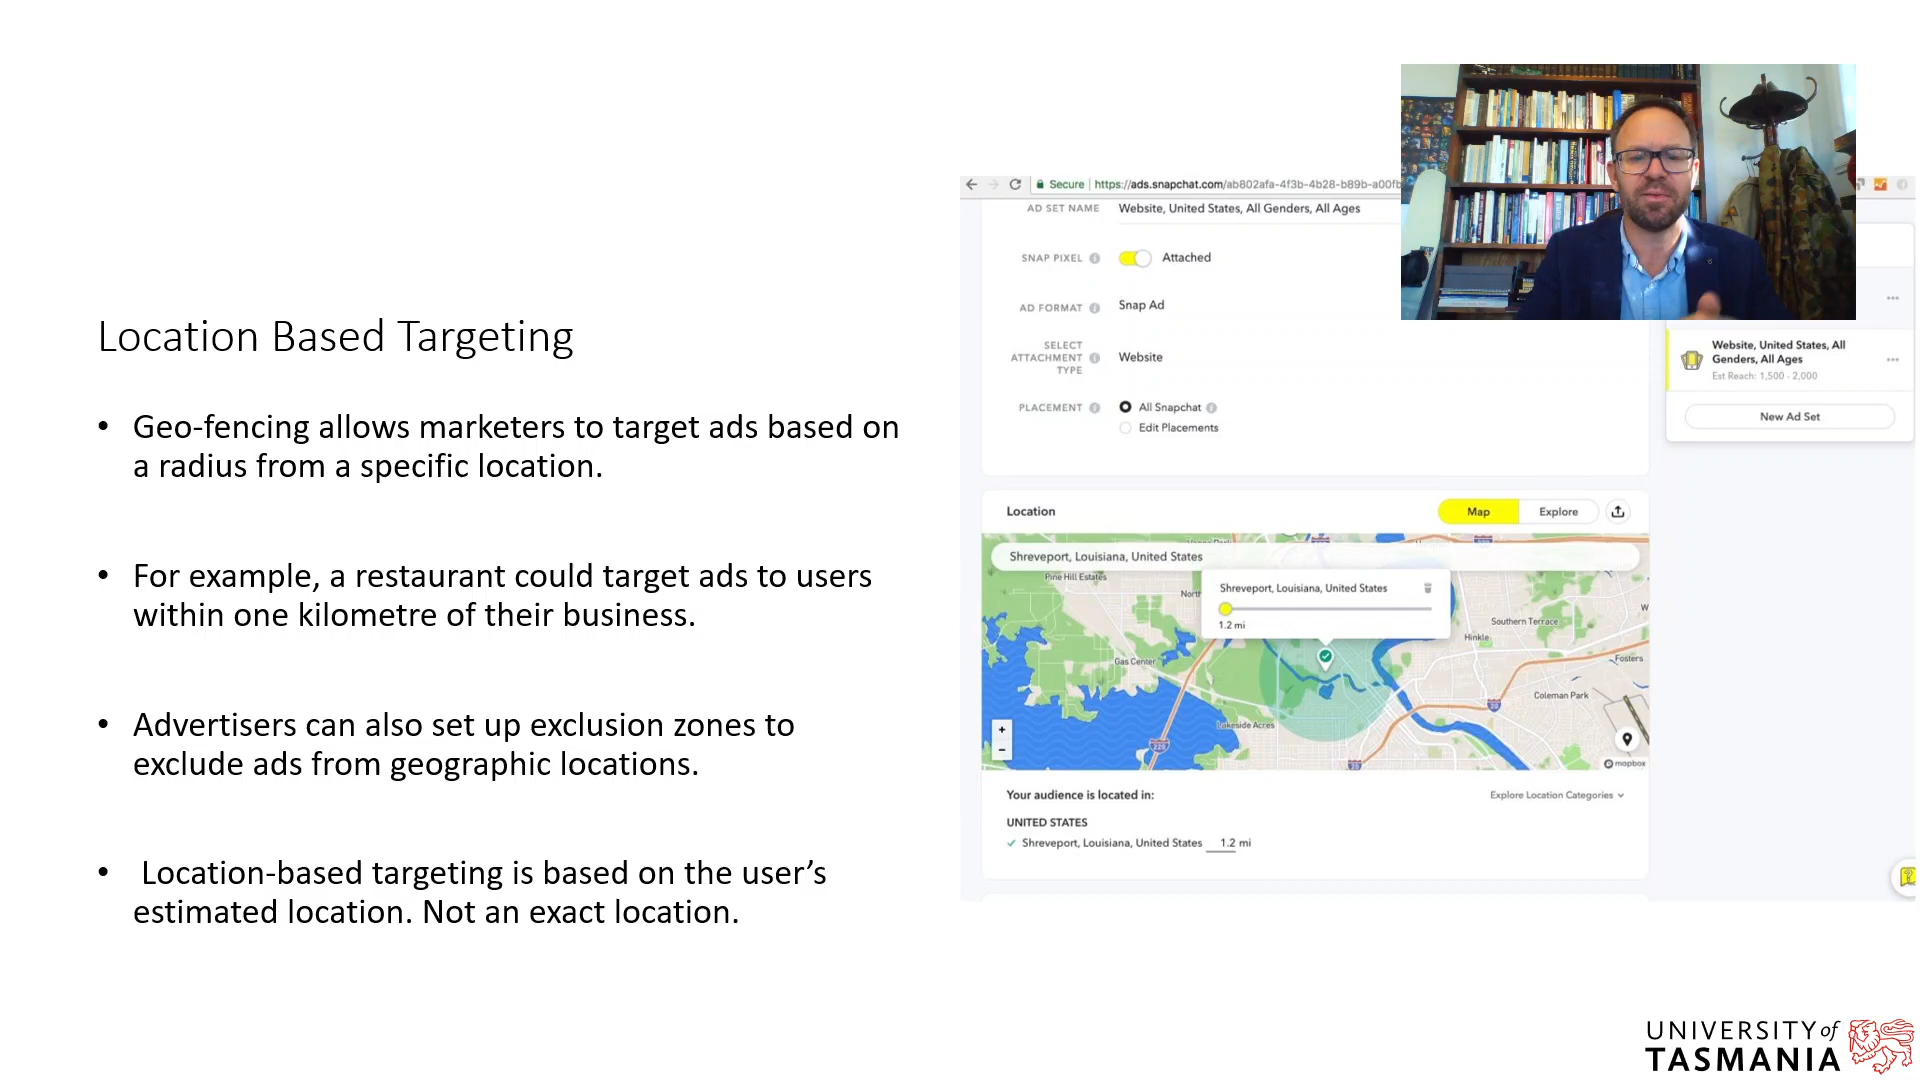 Location Based Targeting
• Geo-fencing allows marketers to target ads based on
a radius from a specific location.
• For example, a restaurant could target ads to users
within one kilometre of their business.
• Advertisers can also set up exclusion zones to
exclude ads from geographic locations.
• Location-based targeting is based on the user’s
estimated location. Not an exact location.
Secure https://ads.snapchat.com/ab802afa-4f3b-4b28-b89b-a00fb
AD SET NAME Website, United States, All Genders, All Ages
SNAP PIXEL Attached
AD FORMAT Snap Ad
SELECT
ATTACHMENT
TYPE
Website
PLACEMENT All Snapchat
Edit Placements
Website, United States, All
Genders, All Ages
Est Reach: 1,500 - 2,000
New Ad Set
Location
Map Explore
Shreveport, Louisiana, United States
Pine Hill Estates
North
Shreveport, Louisiana, United States
1.2 mi
Southern Terrace
Hinkle
Gas Center
Fosters
Coleman Park
Lakeside Acres
220
20
+
−
mapbox
Your audience is located in:
Explore Location Categories
UNITED STATES
Shreveport, Louisiana, United States 1.2 mi
UNIVERSITY of
TASMANIA